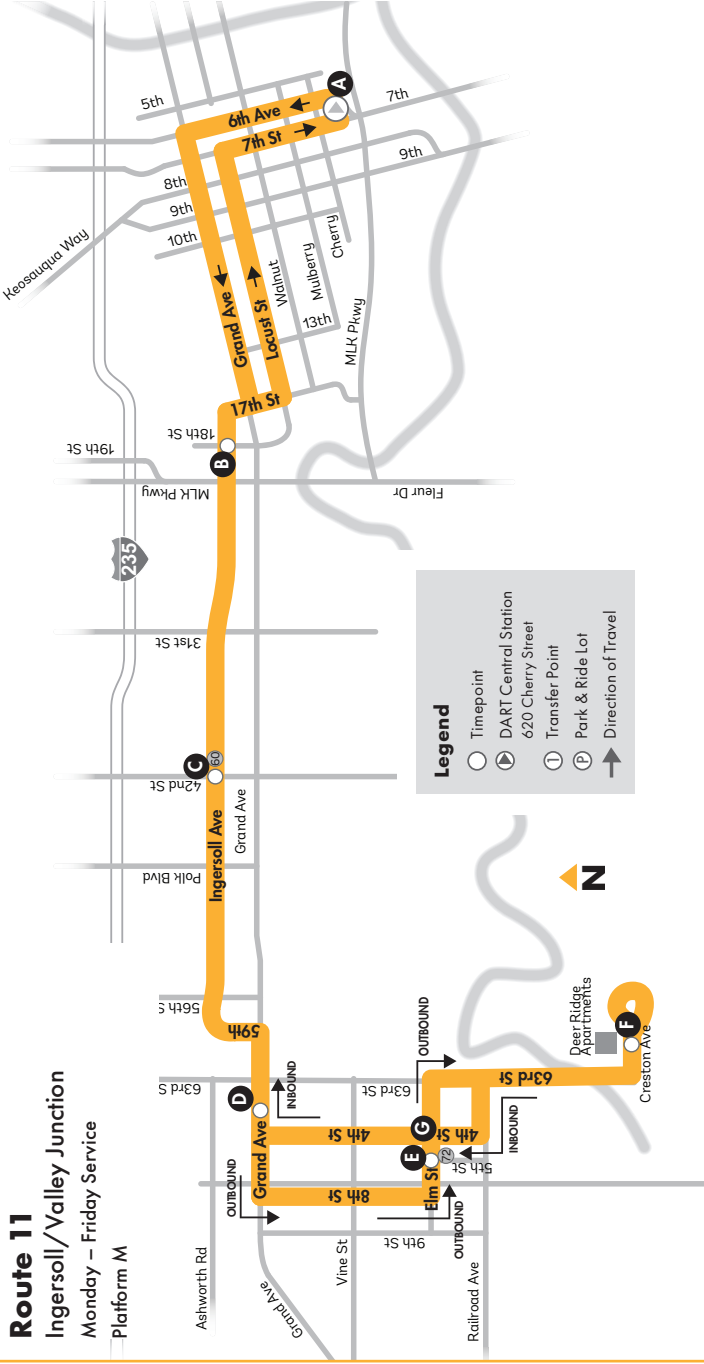 Route 11
Ingersoll/Valley Junction
Monday – Friday Service
Platform M
Ashworth Rd
Grand Ave
Vine St
Railroad Ave
9th St
OUTBOUND
OUTBOUND
Grand Ave
8th St
Elm St
E
72
5th St
G
4th St
4th St
INBOUND
D
INBOUND
63rd S
63rd St
OUTBOUND
63rd St
Creston Ave
F
Deer Ridge
Apartments
59th
56th S
N
Ingersoll Ave
Polk Blvd
Grand Ave
42nd St
C
60
31st St
235
Legend
Timepoint
DART Central Station
620 Cherry Street
1
Transfer Point
P
Park & Ride Lot
Direction of Travel
MLK Pkwy
Fleur Dr
B
19th St
18th St
17th St
Grand Ave
Locust St
13th
MLK Pkwy
Walnut
Mulberry
Cherry
Keosauqua Way
10th
9th
8th
9th
7th St
6th Ave
5th
7th
A